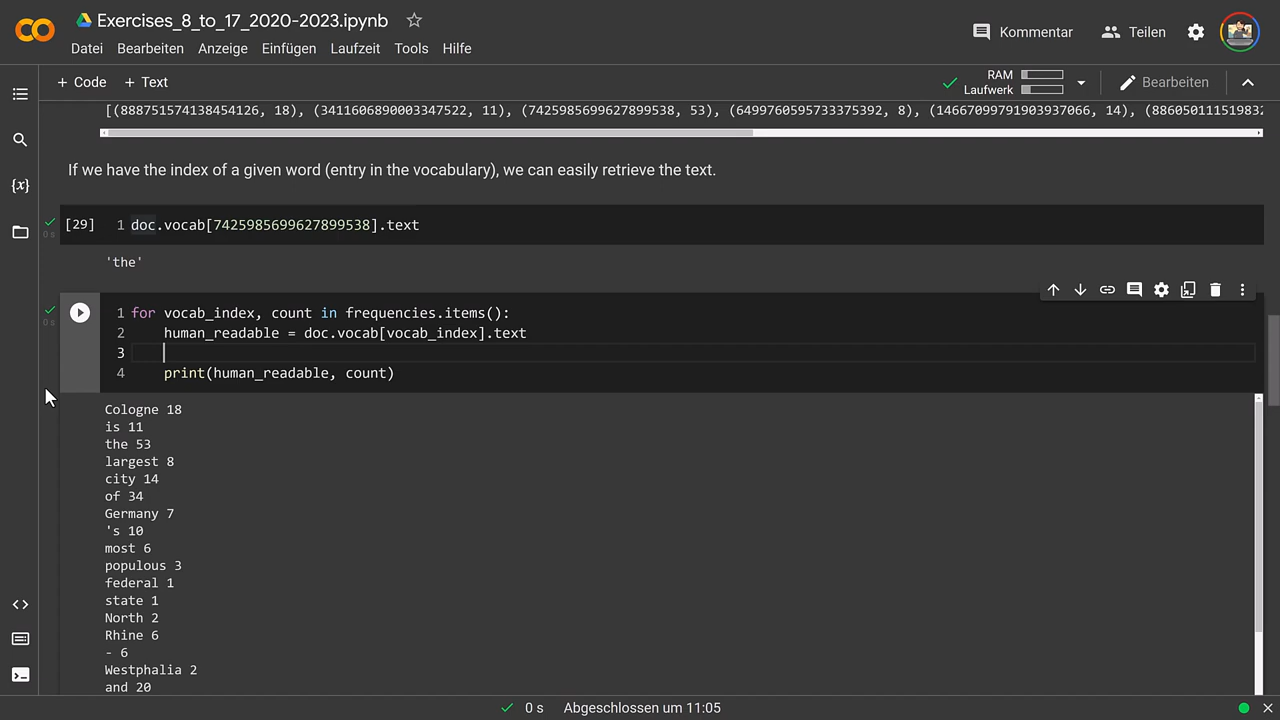 Exercises_8_to_17_2020-2023.ipynb
Datei Bearbeiten Anzeige Einfügen Laufzeit Tools Hilfe
Kommentar Teilen
+ Code + Text
RAM
Laufwerk
Bearbeiten
[(8887515741384541​26, 18), (3411606890003347522, 11), (7425985699627899538, 53), (6499760595733375392, 8), (14667099791903937066, 14), (886050111519832
If we have the index of a given word (entry in the vocabulary), we can easily retrieve the text.
0 s
[29] 1 doc.vocab[7425985699627899538].text
'the'
0 s
1 for vocab_index, count in frequencies.items():
2 human_readable = doc.vocab[vocab_index].text
3
4 print(human_readable, count)
Cologne 18
is 11
the 53
largest 8
city 14
of 34
Germany 7
's 10
most 6
populous 3
federal 1
state 1
North 2
Rhine 6
- 6
Westphalia 2
and 20
0 s Abgeschlossen um 11:05